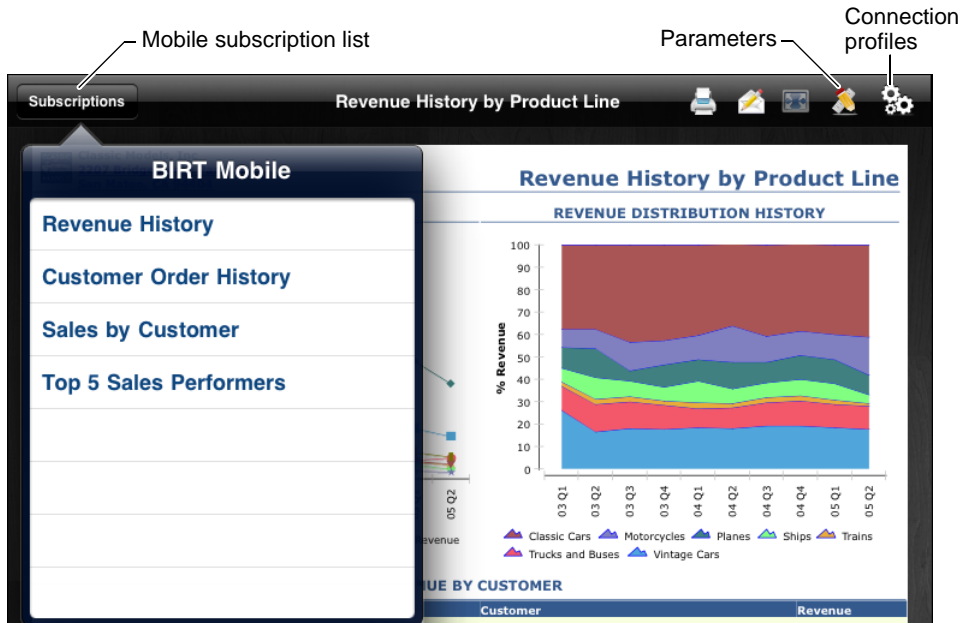 Mobile subscription list
Parameters
Connection
profiles
Subscriptions
Revenue History by Product Line
BIRT Mobile
Revenue History
Customer Order History
Sales by Customer
Top 5 Sales Performers
Revenue History by Product Line
REVENUE DISTRIBUTION HISTORY
% Revenue
100
90
80
70
60
50
40
30
20
10
0
03 Q1
03 Q2
03 Q3
03 Q4
04 Q1
04 Q2
04 Q3
04 Q4
05 Q1
05 Q2
Classic Cars Motorcycles Planes Ships Trains
Trucks and Buses Vintage Cars
05 Q2
evenue
UE BY CUSTOMER
Customer Revenue